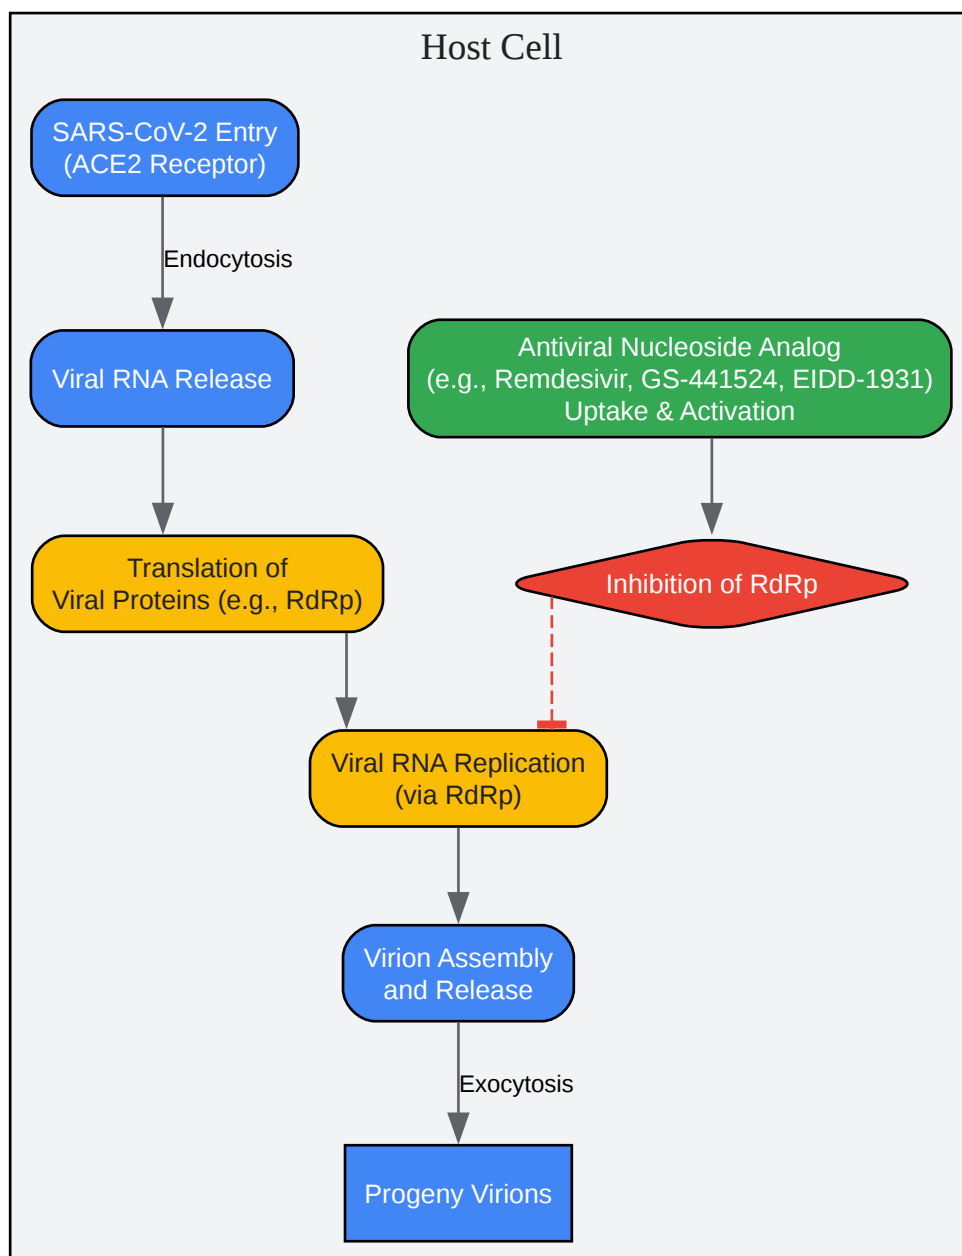 Host Cell
SARS-CoV-2 Entry
(ACE2 Receptor)
Endocytosis
Viral RNA Release
Antiviral Nucleoside Analog
(e.g., Remdesivir, GS-441524, EIDD-1931)
Uptake & Activation
Translation of
Viral Proteins (e.g., RdRp)
Inhibition of RdRp
Viral RNA Replication
(via RdRp)
Virion Assembly
and Release
Exocytosis
Progeny Virions